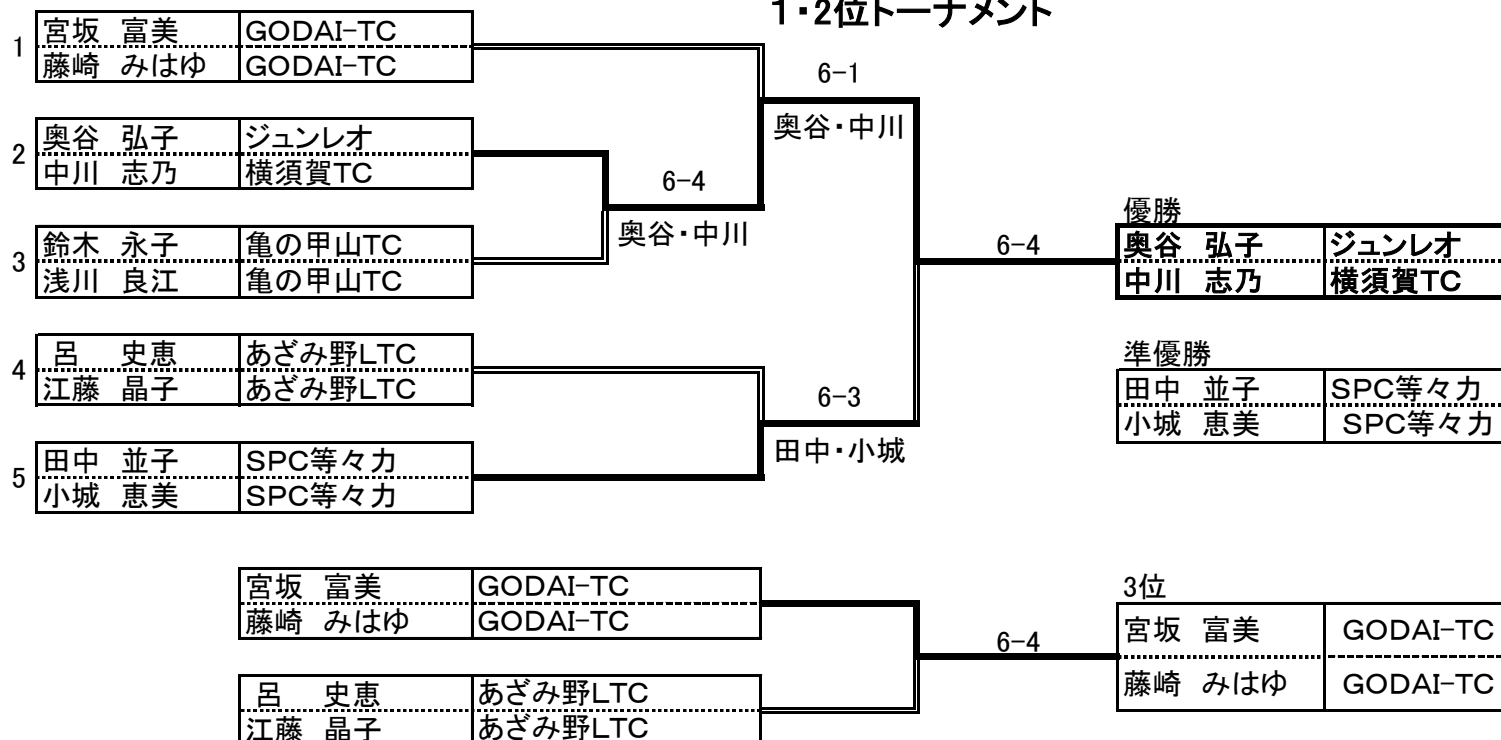 1・2位トーナメント
1 宮坂 富美 GODAI-TC
藤崎 みはゆ GODAI-TC
6-1
奥谷・中川
2 奥谷 弘子 ジュンレオ
中川 志乃 横須賀TC
6-4
奥谷・中川
3 鈴木 永子 亀の甲山TC
浅川 良江 亀の甲山TC
6-4
優勝
奥谷 弘子 ジュンレオ
中川 志乃 横須賀TC
4 呂 史恵 あざみ野LTC
江藤 晶子 あざみ野LTC
6-3
田中・小城
準優勝
田中 並子 SPC等々力
小城 恵美 SPC等々力
5 田中 並子 SPC等々力
小城 恵美 SPC等々力
宮坂 富美 GODAI-TC
藤崎 みはゆ GODAI-TC
6-4
3位
宮坂 富美 GODAI-TC
藤崎 みはゆ GODAI-TC
呂 史恵 あざみ野LTC
江藤 晶子 あざみ野LTC